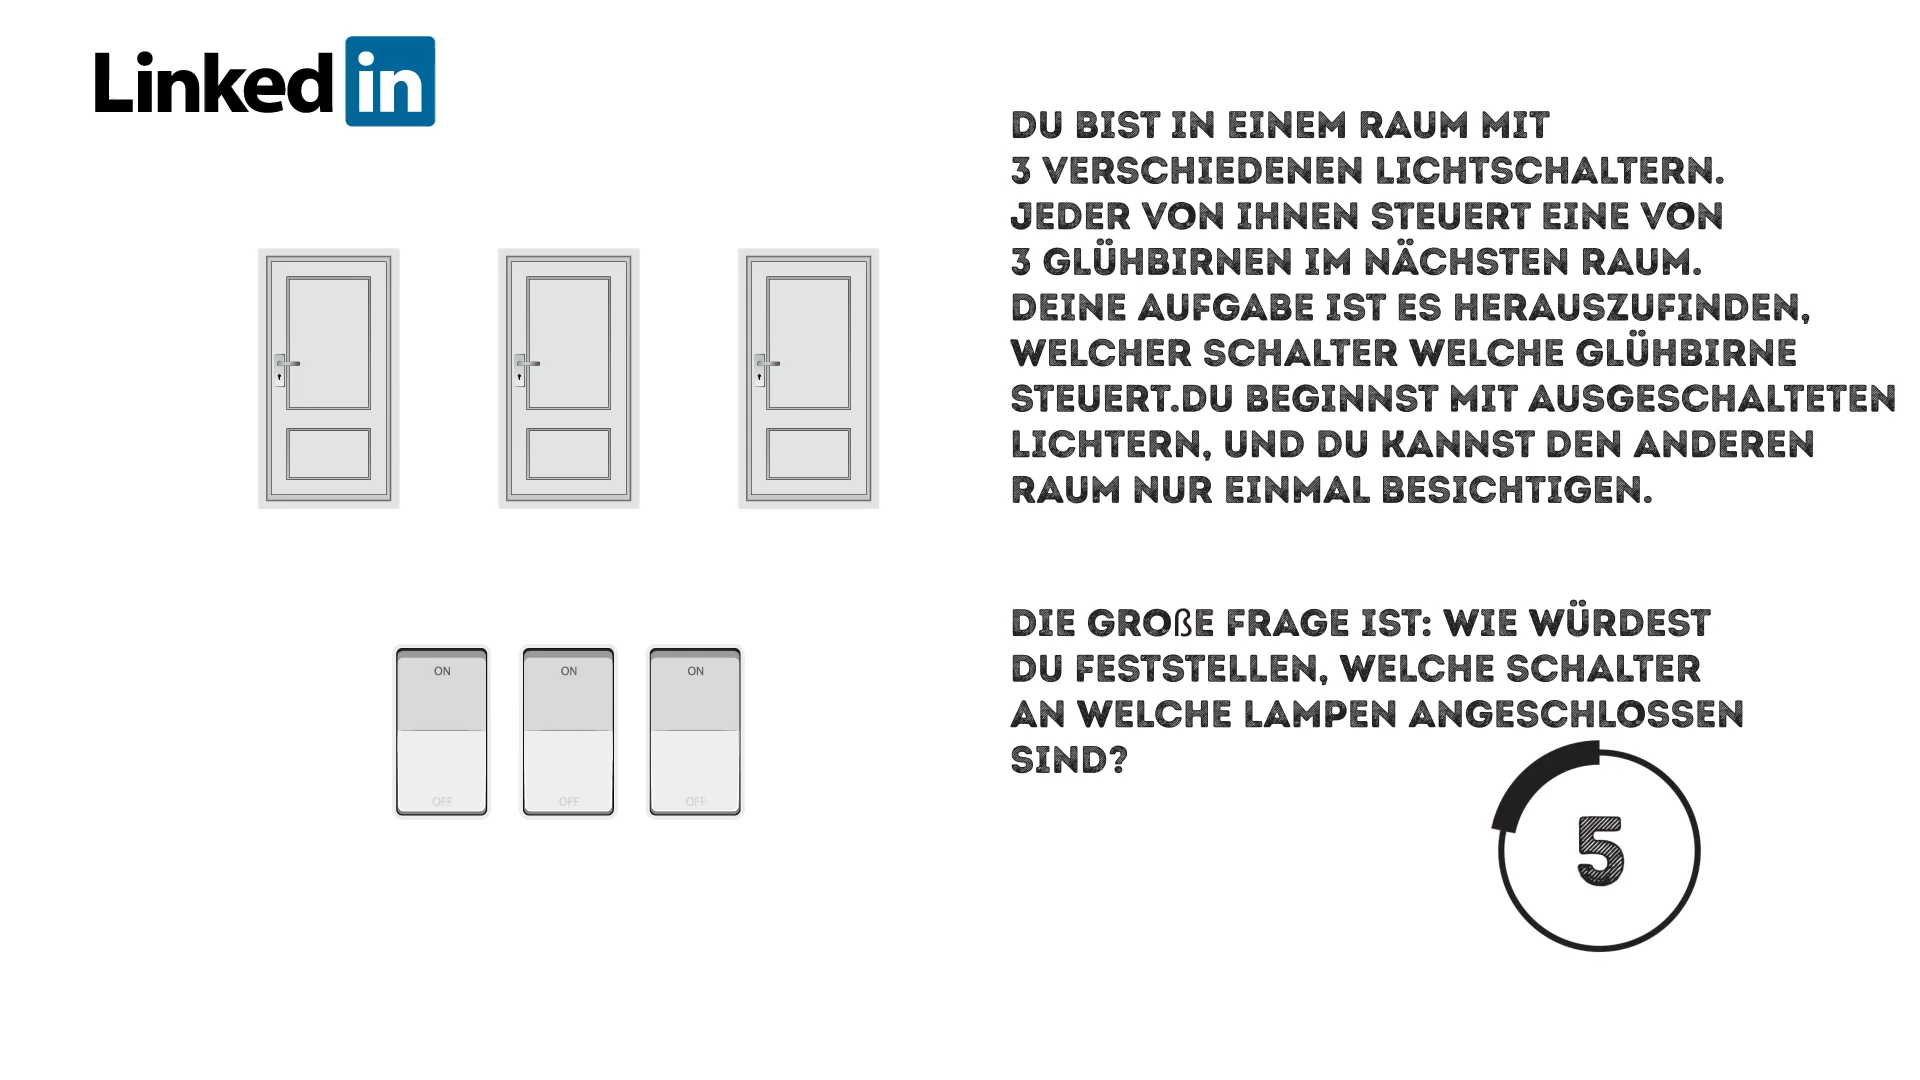 Linked in
DU BIST IN EINEM RAUM MIT
3 VERSCHIEDENEN LICHTSCHALTERN.
JEDER VON IHNEN STEUERT EINE VON
3 GLÜHBIRNEN IM NÄCHSTEN RAUM.
DEINE AUFGABE IST ES HERAUSZUFINDEN,
WELCHER SCHALTER WELCHE GLÜHBIRNE
STEUERT.DU BEGINNST MIT AUSGESCHALTETEN
LICHTERN, UND DU KANNST DEN ANDEREN
RAUM NUR EINMAL BESICHTIGEN.
DIE GROßE FRAGE IST: WIE WÜRDEST
DU FESTSTELLEN, WELCHE SCHALTER
AN WELCHE LAMPEN ANGESCHLOSSEN
SIND?
ON ON ON
OFF OFF OFF
5